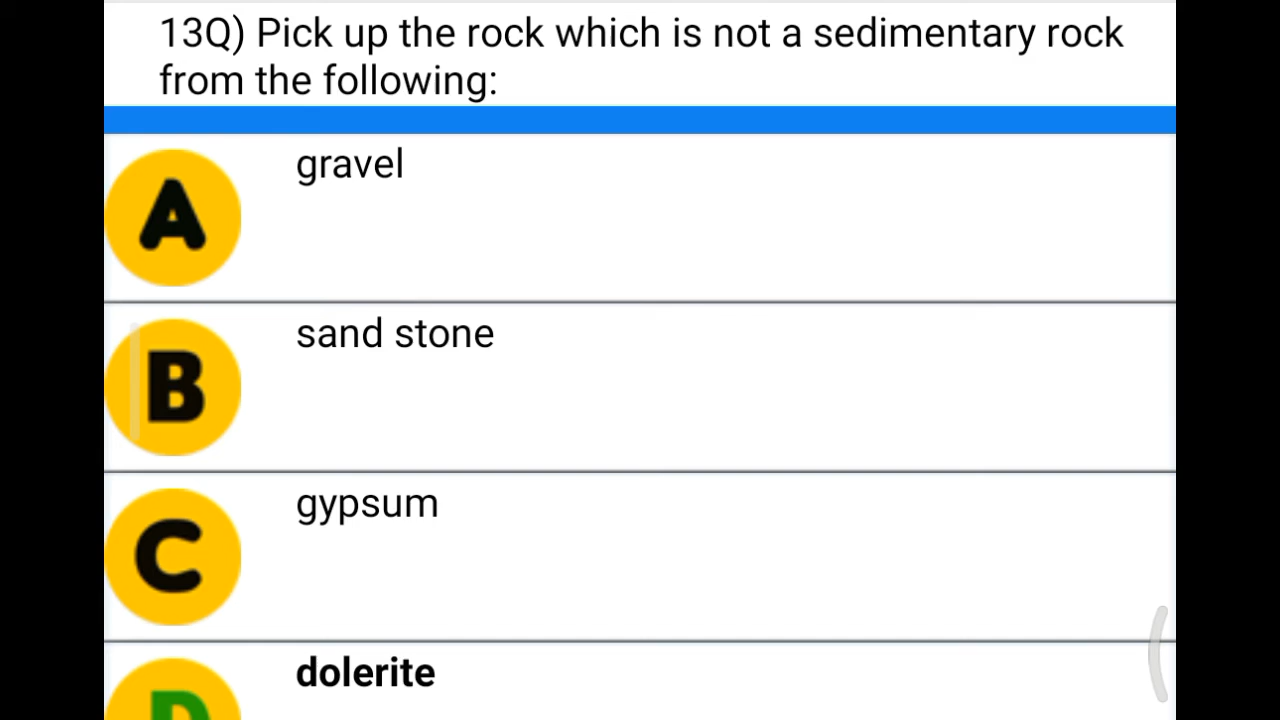 13Q) Pick up the rock which is not a sedimentary rock
from the following:
A
gravel
B
sand stone
C
gypsum
D
dolerite